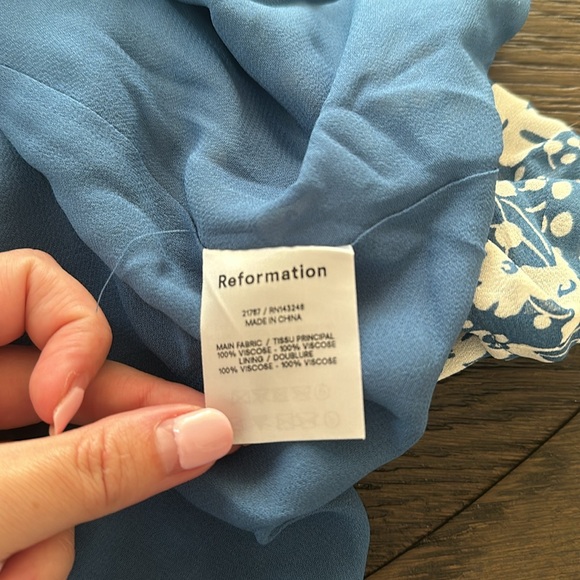 Reformation
21767 / RN143248
MADE IN CHINA
MAIN FABRIC / TISSU PRINCIPAL
100% VISCOSE - 100% VISCOSE
LINING / DOUBLURE
100% VISCOSE - 100% VISCOSE